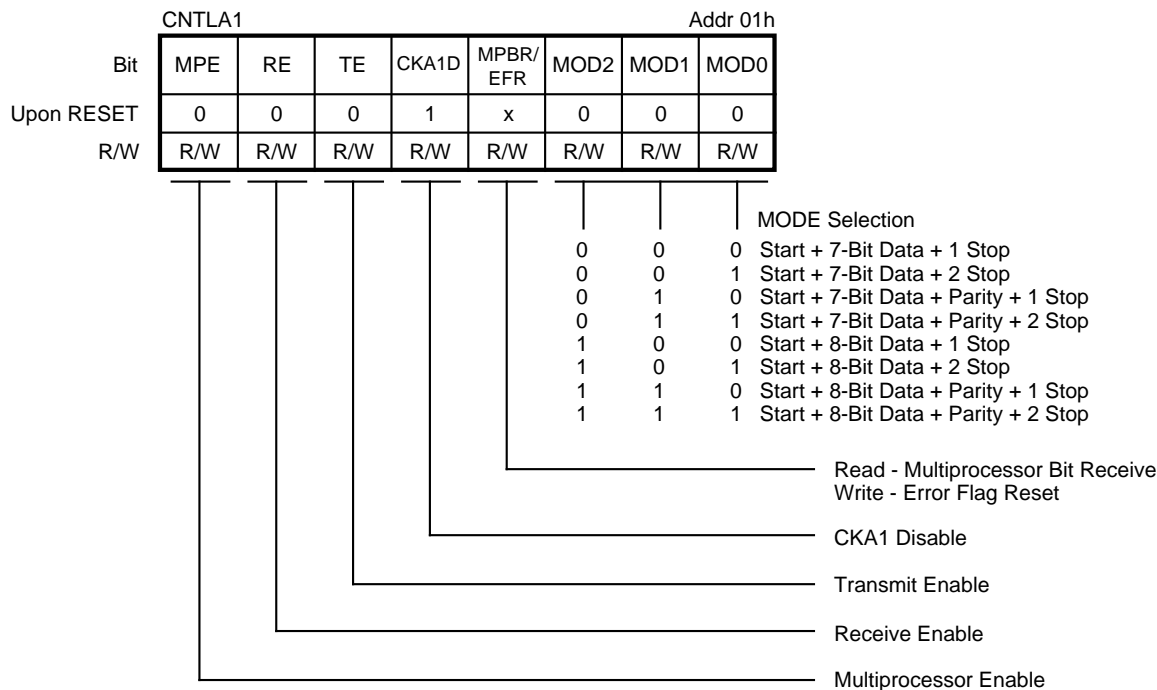 CNTLA1 Addr 01h
Bit MPE RE TE CKA1D MPBR/ EFR MOD2 MOD1 MOD0
Upon RESET 0 0 0 1 x 0 0 0
R/W R/W R/W R/W R/W R/W R/W R/W R/W
MODE Selection
0 0 0 Start + 7-Bit Data + 1 Stop
0 0 1 Start + 7-Bit Data + 2 Stop
0 1 0 Start + 7-Bit Data + Parity + 1 Stop
0 1 1 Start + 7-Bit Data + Parity + 2 Stop
1 0 0 Start + 8-Bit Data + 1 Stop
1 0 1 Start + 8-Bit Data + 2 Stop
1 1 0 Start + 8-Bit Data + Parity + 1 Stop
1 1 1 Start + 8-Bit Data + Parity + 2 Stop
Read - Multiprocessor Bit Receive
Write - Error Flag Reset
CKA1 Disable
Transmit Enable
Receive Enable
Multiprocessor Enable